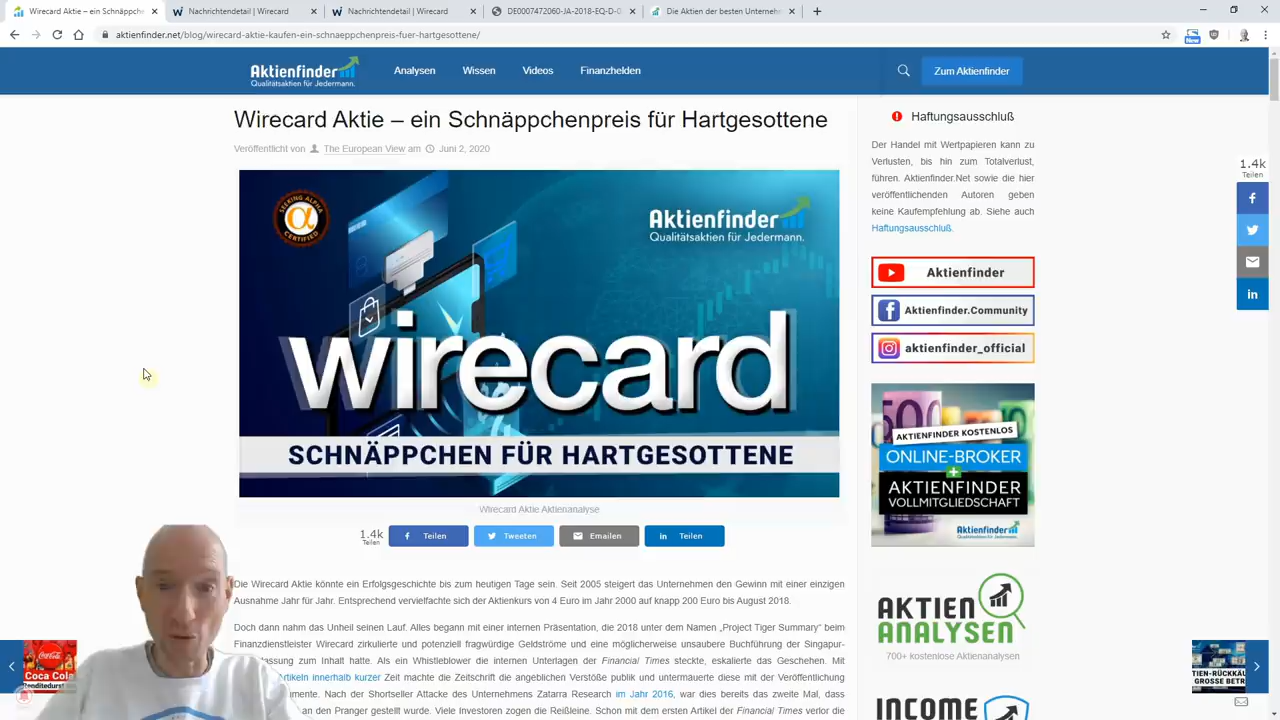 Wirecard Aktie kaufen - ein Schn
Nachrichtendetail | Wirecard
Nachrichtendetail | Wirecard
DE0007472060-JA-2018-EQ-D-0
Die Aktien der besten Unternehm
aktienfinder.net/blog/wirecard-aktie-kaufen-ein-schnaeppchenpreis-fuer-hartgesottene/
New
Aktienfinder
Qualitätsaktien für Jedermann.
Analysen
Wissen
Videos
Finanzhelden
Zum Aktienfinder
Wirecard Aktie – ein Schnäppchenpreis für Hartgesottene
Veröffentlicht von The European View am Juni 2, 2020
SEEKING ALPHA
α
CERTIFIED
Aktienfinder
Qualitätsaktien für Jedermann.
wirecard
SCHNÄPPCHEN FÜR HARTGESOTTENE
Wirecard Aktie Aktienanalyse
1.4k
Teilen
Teilen
Tweeten
Emailen
Teilen
Die Wirecard Aktie könnte ein Erfolgsgeschichte bis zum heutigen Tage sein. Seit 2005 steigert das Unternehmen den Gewinn mit einer einzigen
Ausnahme Jahr für Jahr. Entsprechend vervielfachte sich der Aktienkurs von 4 Euro im Jahr 2000 auf knapp 200 Euro bis August 2018.
Doch dann nahm das Unheil seinen Lauf. Alles begann mit einer internen Präsentation, die 2018 unter dem Namen „Project Tiger Summary“ beim
Finanzdienstleister Wirecard zirkulierte und potenziell fragwürdige Geldströme und eine möglicherweise unsaubere Buchführung der Singapur-
zum Inhalt hatte. Als ein Whistleblower die internen Unterlagen der Financial Times steckte, eskalierte das Geschehen. Mit
innerhalb kurzer Zeit machte die Zeitschrift die angeblichen Verstöße publik und untermauerte diese mit der Veröffentlichung
Nach der Shortseller Attacke des Unternehmens Zatarra Research im Jahr 2016, war dies bereits das zweite Mal, dass
an den Pranger gestellt wurde. Viele Investoren zogen die Reißleine. Schon mit dem ersten Artikel der Financial Times verlor die
Haftungsausschluß
Der Handel mit Wertpapieren kann zu
Verlusten, bis hin zum Totalverlust,
führen. Aktienfinder.Net sowie die hier
veröffentlichenden Autoren geben
keine Kaufempfehlung ab. Siehe auch
Haftungsausschluß.
Aktienfinder
Aktienfinder.Community
aktienfinder_official
AKTIENFINDER KOSTENLOS
ONLINE-BROKER
AKTIENFINDER
VOLLMITGLIEDSCHAFT
Aktienfinder
AKTIEN
ANALYSEN
700+ kostenlose Aktienanalysen
INCOME
1.4k
Teilen
Coca Cola
TIEN-RÜCKKÄU
GROSSE BETR